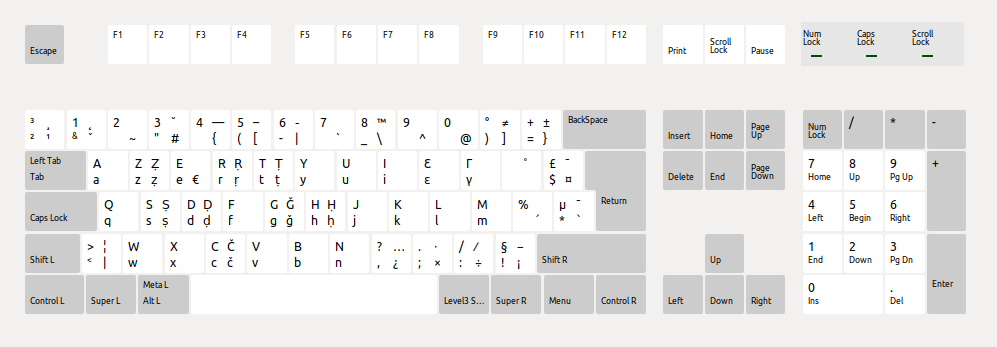 Escape F1 F2 F3 F4 F5 F6 F7 F8 F9 F10 F11 F12 Print Scroll Lock Pause Num Lock Caps Lock Scroll Lock
³ ¸ 1 ˛ 2 3 ˘ 4 — 5 – 6 - 7 8 ™ 9 0 ° ≠ + ± BackSpace Insert Home Page Up Num Lock / * -
² ¹ & ˇ ~ " # { ( [ - | ` _ \ ^ @ ) ] = }
Left Tab A Z Ẓ E R Ṛ T Ṭ Y U I Ɛ Γ ° £ ¯ Delete End Page Down 7 8 9 +
Tab a z ẓ e € r ṛ t ṭ y u i ɛ γ $ ¤ Home Up Pg Up
Caps Lock Q S Ṣ D Ḍ F G Ǧ H Ḥ J K L M % µ ¯ Return 4 5 6
q s ṣ d ḍ f g ǧ h ḥ j k l m ´ * ` Left Begin Right
Shift L > ¦ W X C Č V B N ? … . · / ⁄ § − Shift R Up 1 2 3
< | w x c č v b n , ¿ ; × : ÷ ! ¡ End Down Pg Dn Enter
Control L Super L Meta L Alt L Level3 S... Super R Menu Control R Left Down Right 0 .
Ins Del